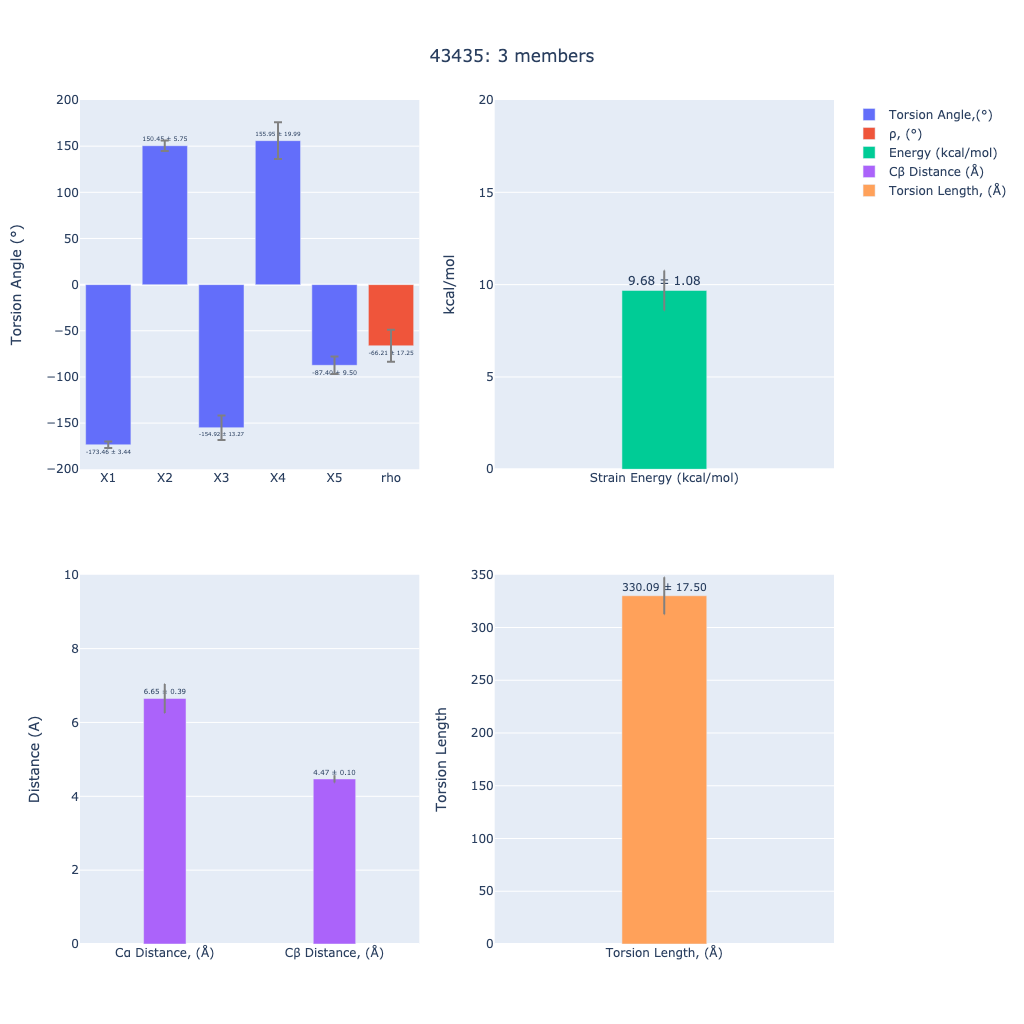 43435: 3 members
Torsion Angle (°)
200
150
100
50
0
−50
−100
−150
−200
150.45 ± 5.75
155.95 ± 19.99
-66.21 ± 17.25
-87.40 ± 9.50
-154.92 ± 13.27
-173.46 ± 3.44
X1 X2 X3 X4 X5 rho
kcal/mol
20
15
10
5
0
9.68 ± 1.08
Strain Energy (kcal/mol)
Torsion Angle,(°)
ρ, (°)
Energy (kcal/mol)
Cβ Distance (Å)
Torsion Length, (Å)
Distance (A)
10
8
6
4
2
0
6.65 ± 0.39
4.47 ± 0.10
Cα Distance, (Å) Cβ Distance, (Å)
Torsion Length
350
300
250
200
150
100
50
0
330.09 ± 17.50
Torsion Length, (Å)